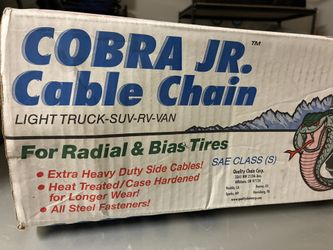 COBRA JR.™
Cable Chain
LIGHT TRUCK-SUV-RV-VAN
For Radial & Bias Tires
SAE CLASS (S)
• Extra Heavy Duty Side Cables!
• Heat Treated/Case Hardened
for Longer Wear!
• All Steel Fasteners!
Quality Chain Corp.